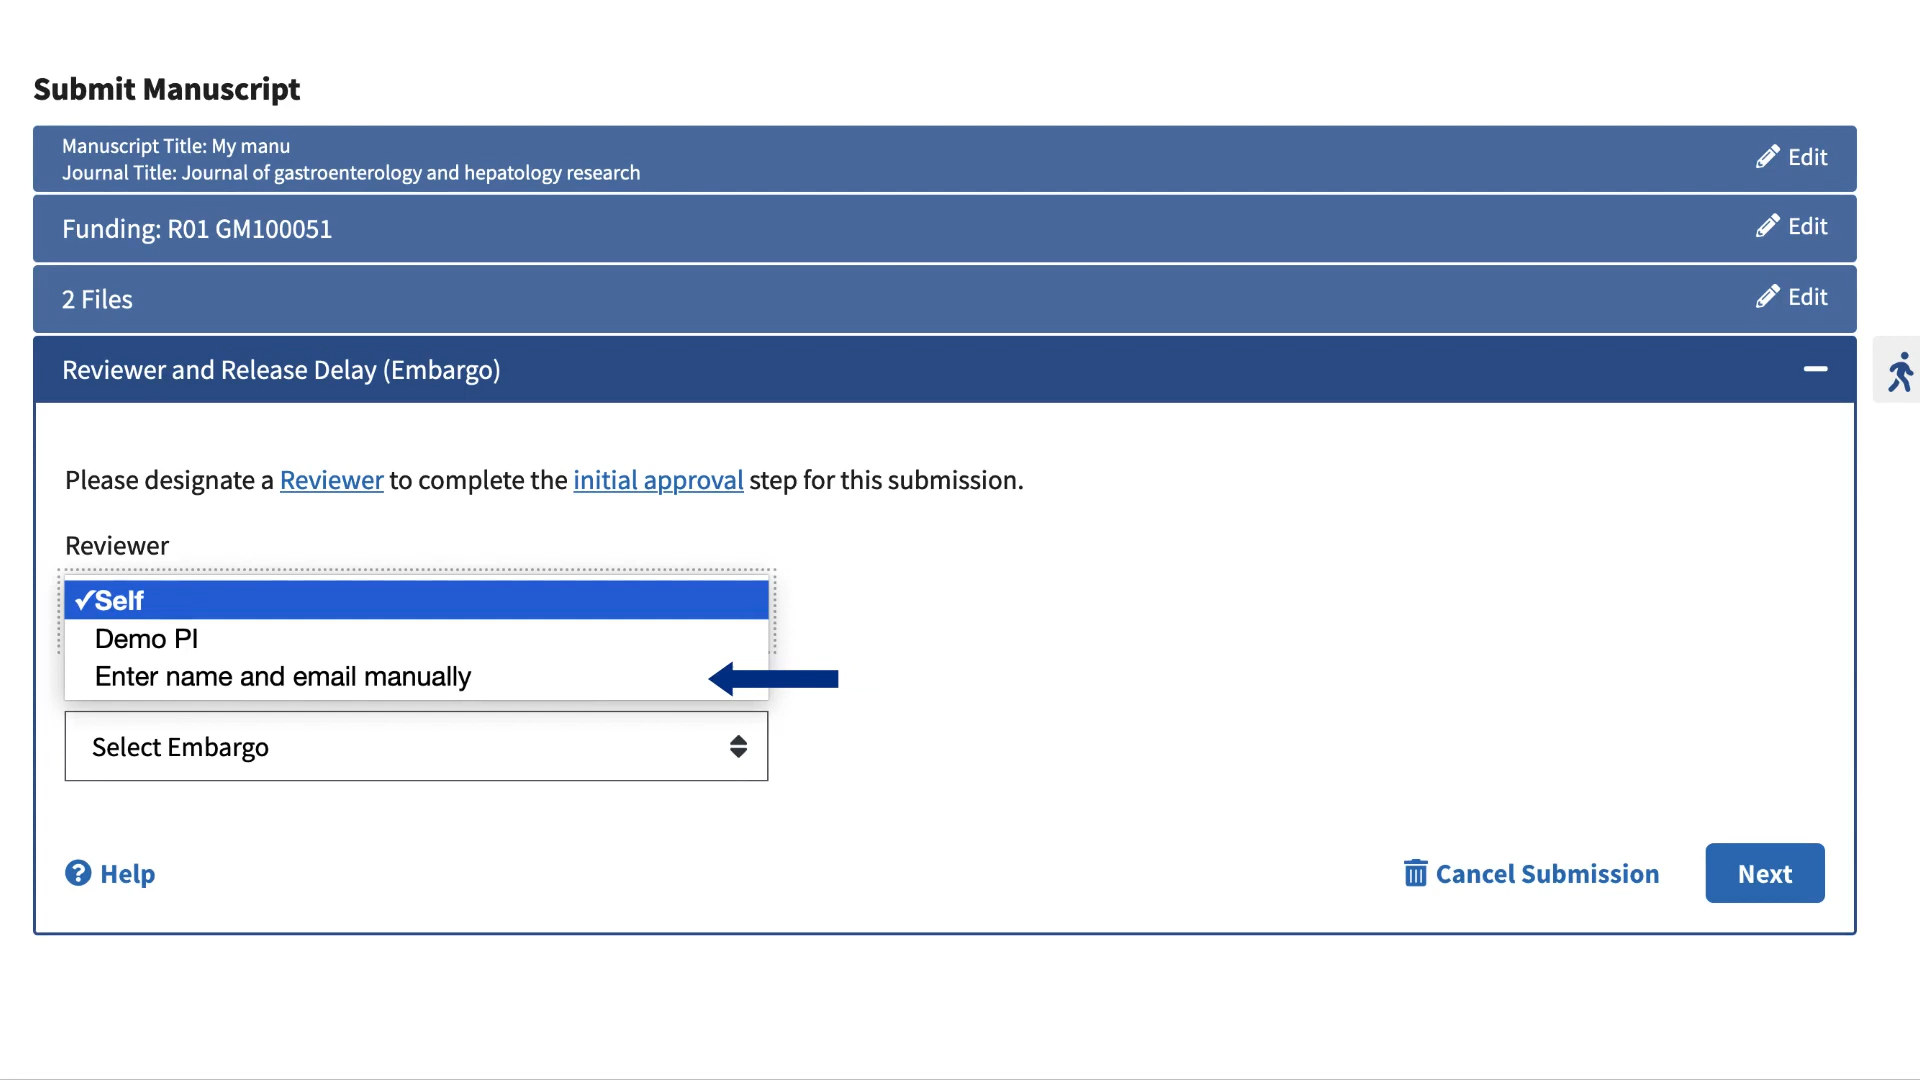 Submit Manuscript
Manuscript Title: My manu
Journal Title: Journal of gastroenterology and hepatology research
Edit
Funding: R01 GM100051
Edit
2 Files
Edit
Reviewer and Release Delay (Embargo)
Please designate a Reviewer to complete the initial approval step for this submission.
Reviewer
✓Self
Demo PI
Enter name and email manually
Select Embargo
Help
Cancel Submission
Next